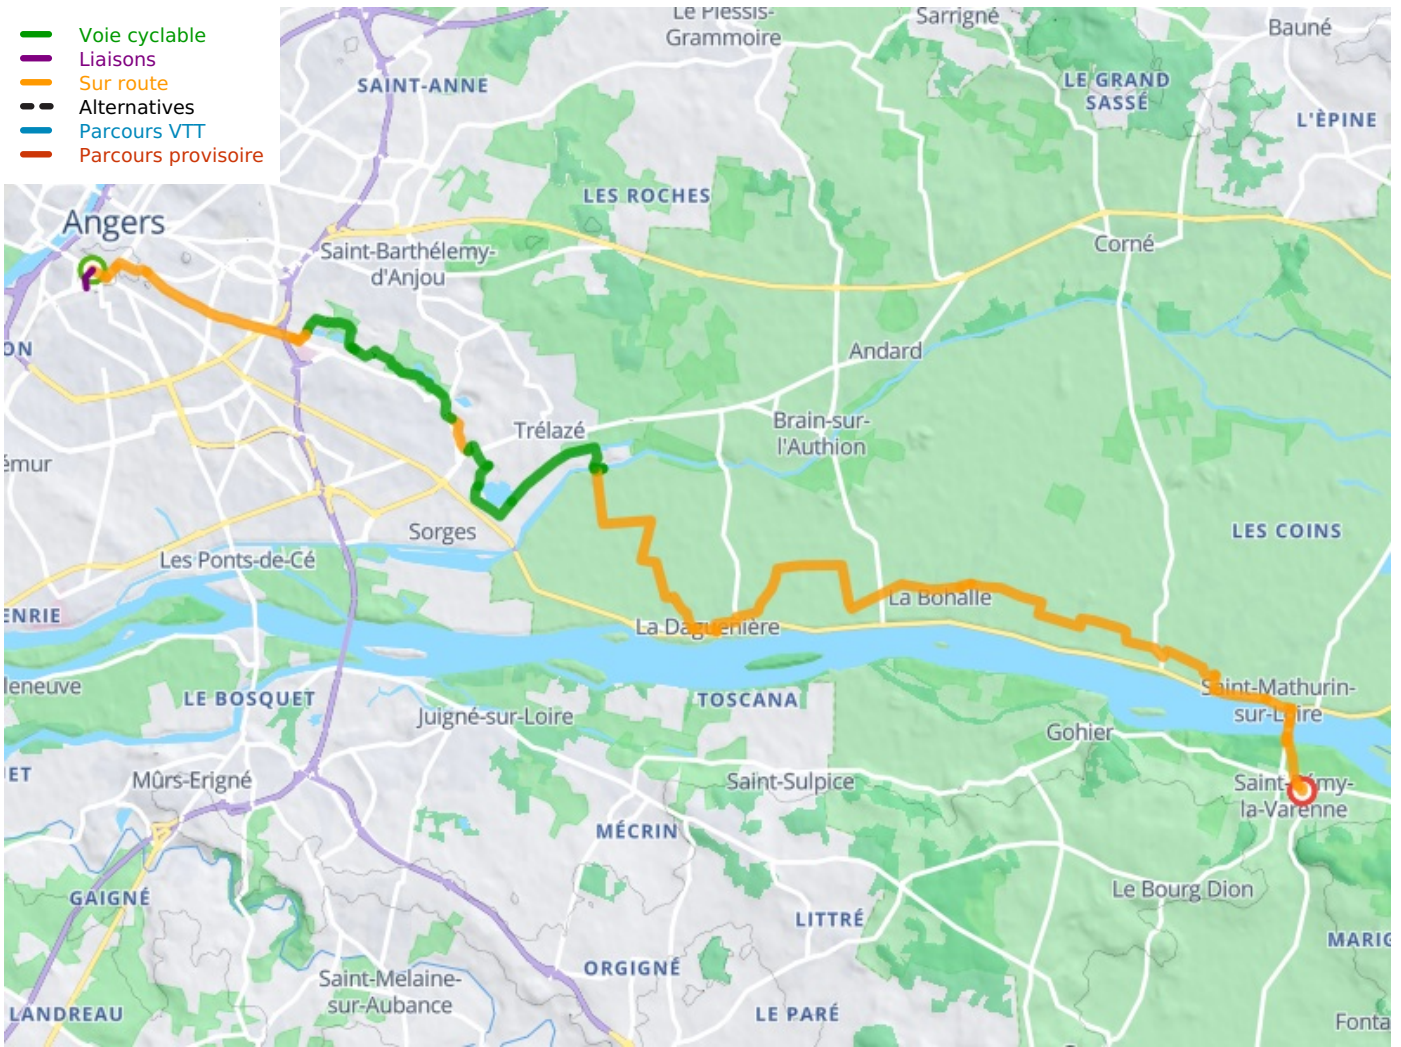 Voie cyclable
Liaisons
Sur route
Alternatives
Parcours VTT
Parcours provisoire
Le Plessis-
Grammoire
Sarrigné
Bauné
SAINT-ANNE
LE GRAND
SASSÉ
L'ÈPINE
LES ROCHES
Angers
Saint-Barthélemy-
d'Anjou
Corné
ON
Andard
Trélazé
Brain-sur-
l'Authion
émur
Sorges
LES COINS
Les Ponts-de-Cé
La Bohalle
ENRIE
La Daguenière
leneuve
LE BOSQUET
TOSCANA
Saint-Mathurin-
sur-Loire
Juigné-sur-Loire
Gohier
ET
Mûrs-Erigné
Saint-Sulpice
Saint-Rémy-
la-Varenne
MÉCRIN
GAIGNÉ
Le Bourg Dion
LITTRÉ
MARIG
ORGIGNÉ
Saint-Melaine-
sur-Aubance
LANDREAU
LE PARÉ
Fonta